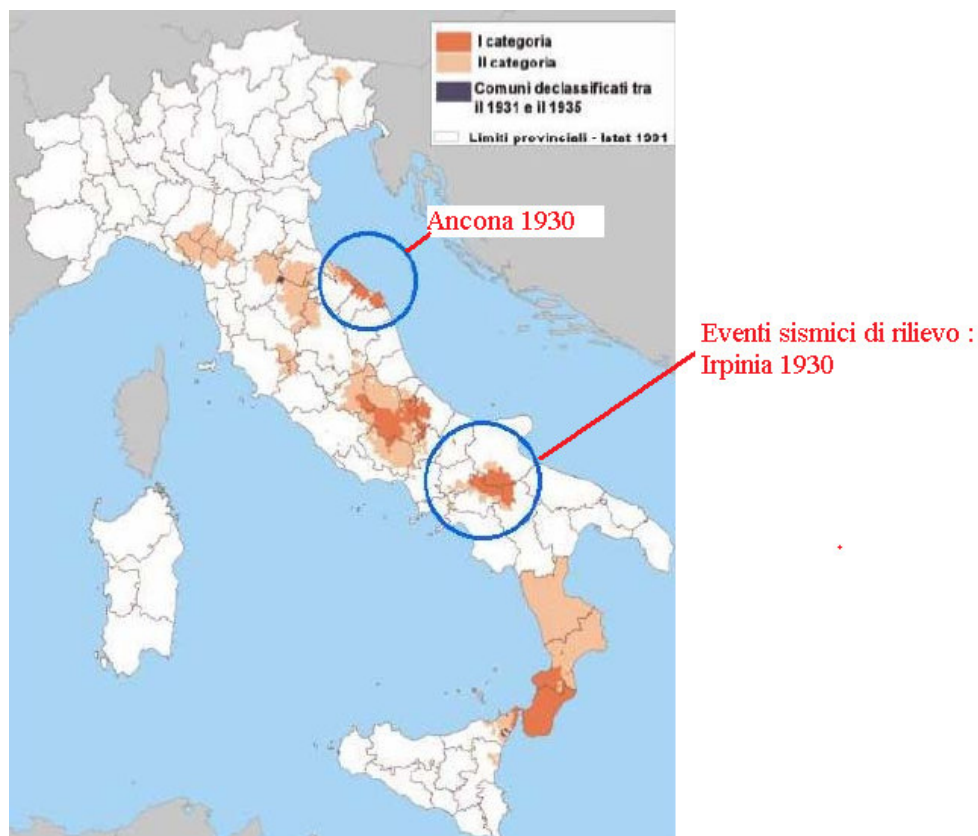 I categoria
II categoria
Comuni declassificati tra
il 1931 e il 1935
Limiti provinciali - Istat 1991
Ancona 1930
Eventi sismici di rilievo :
Irpinia 1930